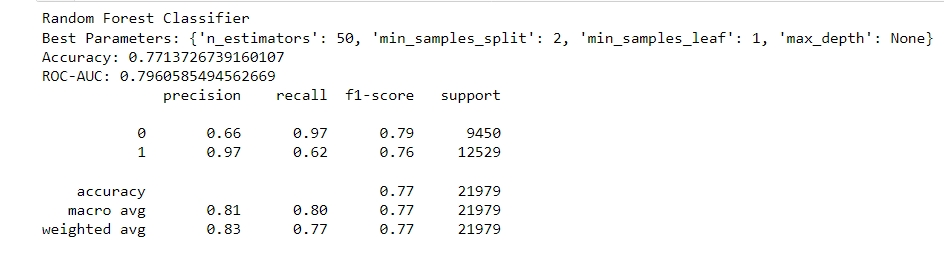 Random Forest Classifier
Best Parameters: {'n_estimators': 50, 'min_samples_split': 2, 'min_samples_leaf': 1, 'max_depth': None}
Accuracy: 0.7713726739160107
ROC-AUC: 0.7960585494562669
precision recall f1-score support
0 0.66 0.97 0.79 9450
1 0.97 0.62 0.76 12529
accuracy 0.77 21979
macro avg 0.81 0.80 0.77 21979
weighted avg 0.83 0.77 0.77 21979